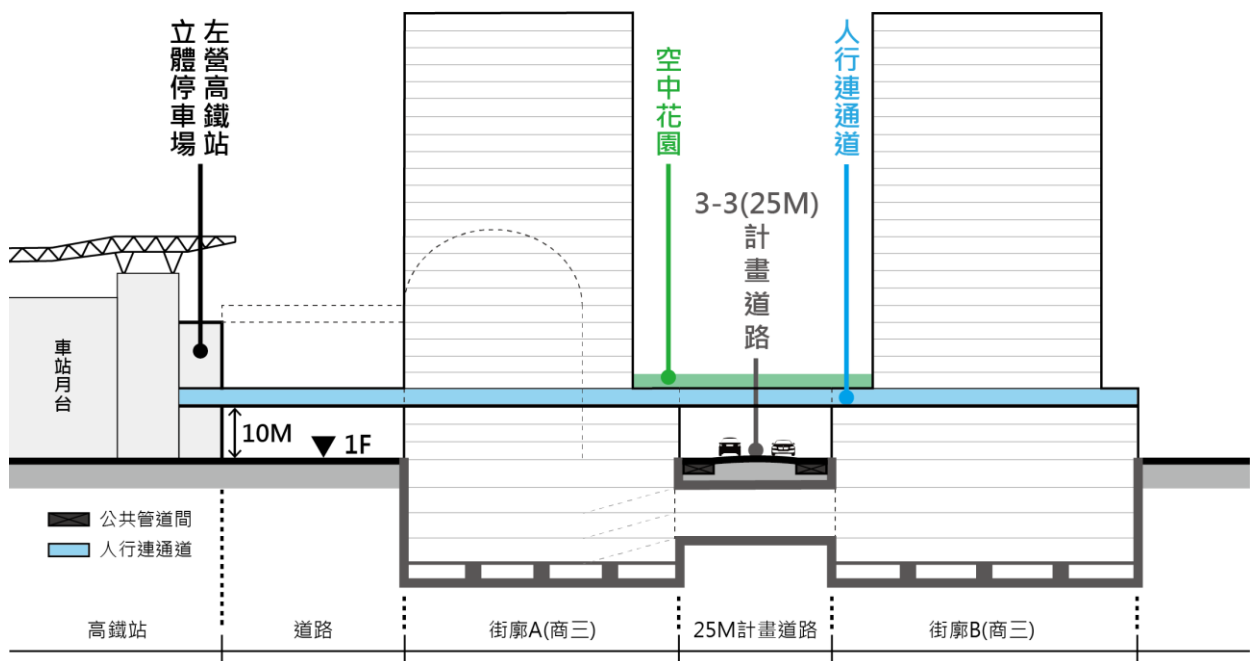 左營高鐵站
立體停車場
空中花園
人行連通道
3-3(25M)
計畫道路
車站月台
10M
1F
公共管道間
人行連通道
高鐵站
道路
街廓A(商三)
25M計畫道路
街廓B(商三)